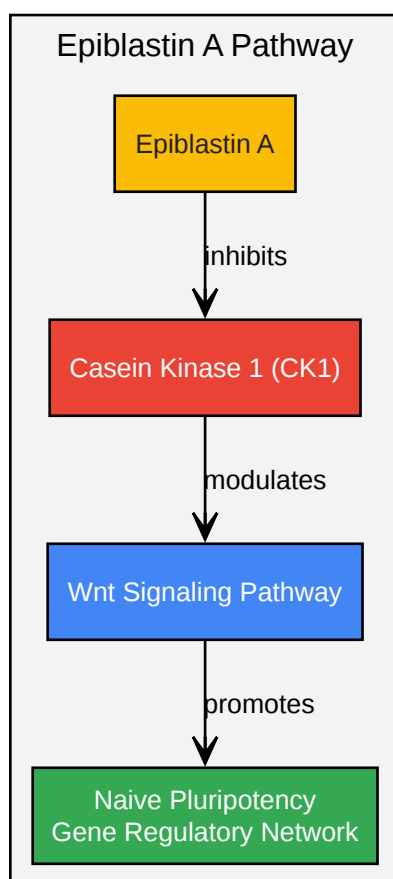 Epiblastin A Pathway
Epiblastin A
inhibits
Casein Kinase 1 (CK1)
modulates
Wnt Signaling Pathway
promotes
Naive Pluripotency
Gene Regulatory Network